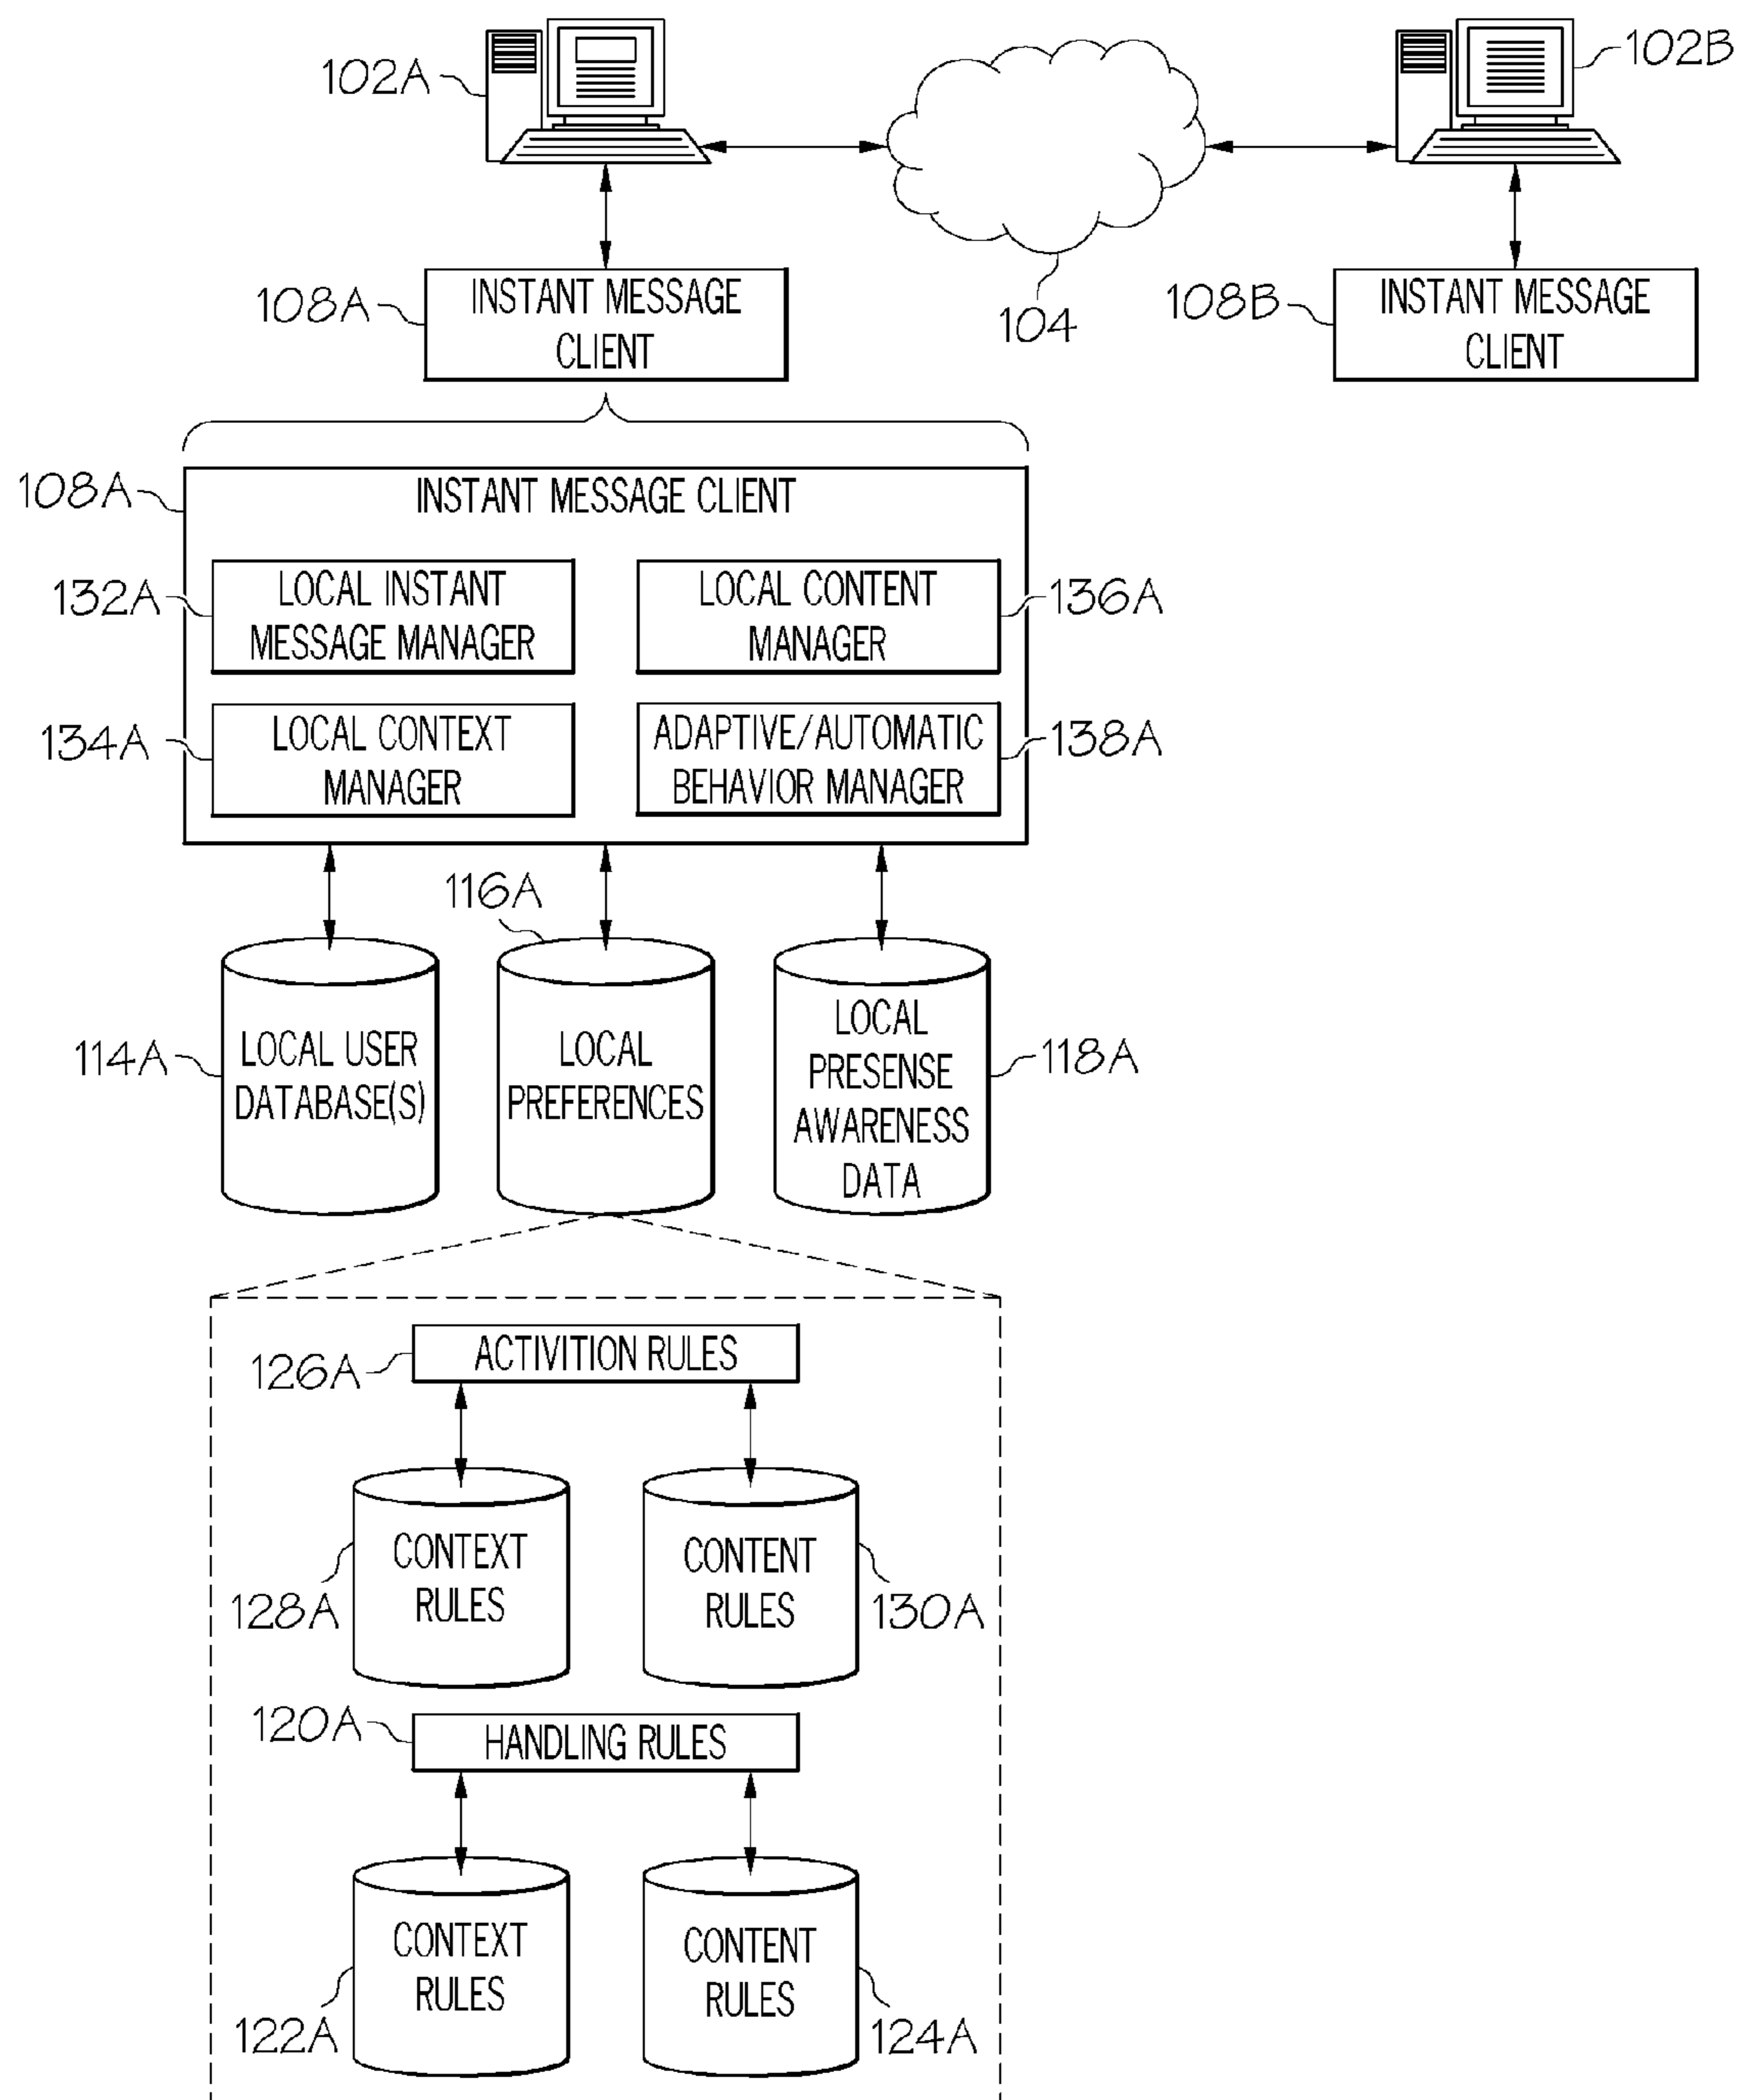 102A
102B
108A
INSTANT MESSAGE
CLIENT
104
108B
INSTANT MESSAGE
CLIENT
108A
INSTANT MESSAGE CLIENT
132A
LOCAL INSTANT
MESSAGE MANAGER
LOCAL CONTENT
MANAGER
136A
134A
LOCAL CONTEXT
MANAGER
ADAPTIVE/AUTOMATIC
BEHAVIOR MANAGER
138A
116A
114A
LOCAL USER
DATABASE(S)
LOCAL
PREFERENCES
LOCAL
PRESENSE
AWARENESS
DATA
118A
126A
ACTIVITION RULES
128A
CONTEXT
RULES
CONTENT
RULES
130A
120A
HANDLING RULES
122A
CONTEXT
RULES
CONTENT
RULES
124A